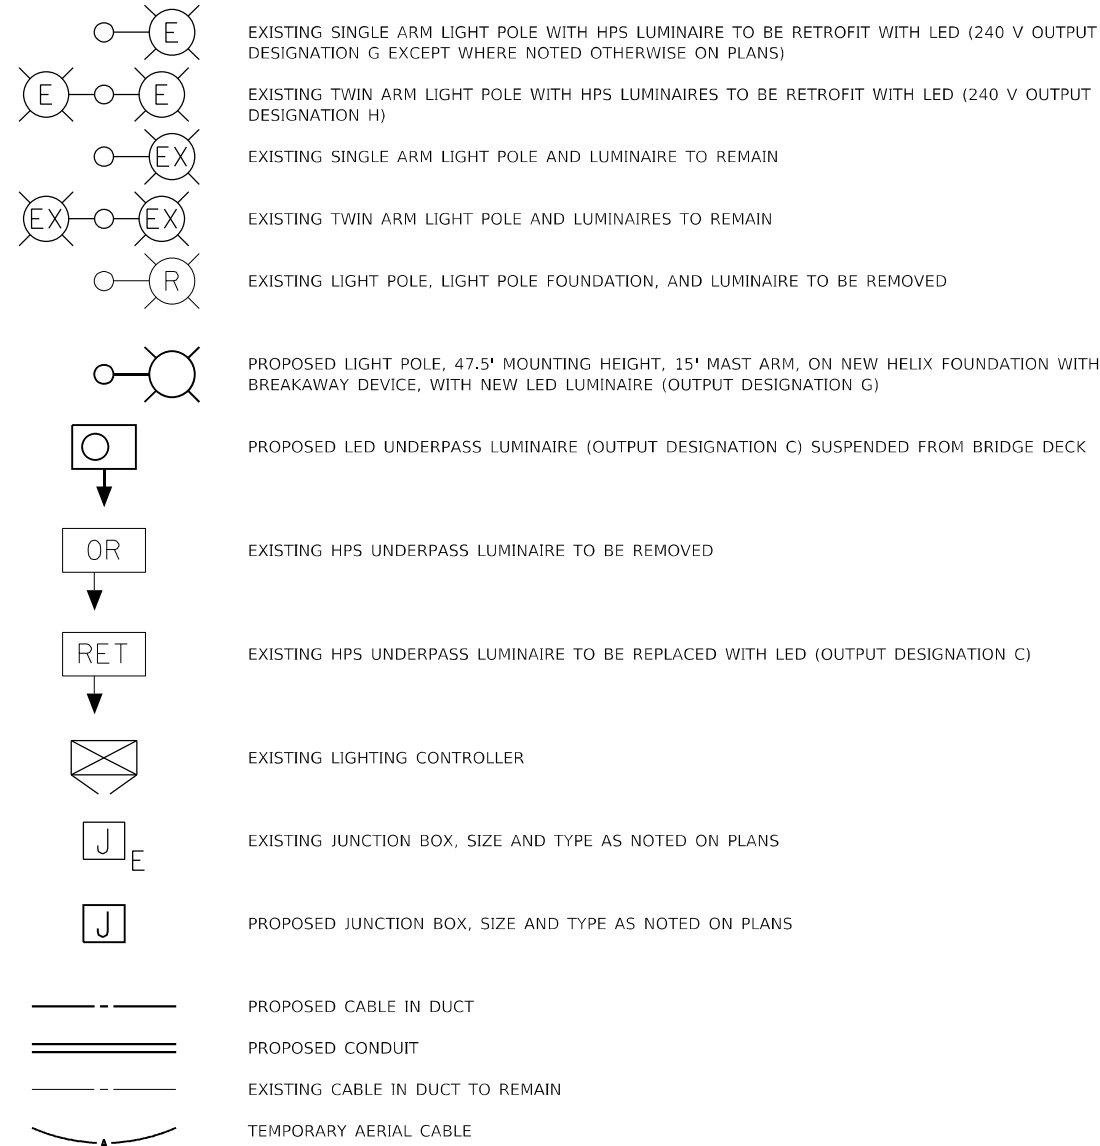 E EXISTING SINGLE ARM LIGHT POLE WITH HPS LUMINAIRE TO BE RETROFIT WITH LED (240 V OUTPUT
DESIGNATION G EXCEPT WHERE NOTED OTHERWISE ON PLANS)
E E EXISTING TWIN ARM LIGHT POLE WITH HPS LUMINAIRES TO BE RETROFIT WITH LED (240 V OUTPUT
DESIGNATION H)
EX EXISTING SINGLE ARM LIGHT POLE AND LUMINAIRE TO REMAIN
EX EX EXISTING TWIN ARM LIGHT POLE AND LUMINAIRES TO REMAIN
R EXISTING LIGHT POLE, LIGHT POLE FOUNDATION, AND LUMINAIRE TO BE REMOVED
PROPOSED LIGHT POLE, 47.5' MOUNTING HEIGHT, 15' MAST ARM, ON NEW HELIX FOUNDATION WITH
BREAKAWAY DEVICE, WITH NEW LED LUMINAIRE (OUTPUT DESIGNATION G)
PROPOSED LED UNDERPASS LUMINAIRE (OUTPUT DESIGNATION C) SUSPENDED FROM BRIDGE DECK
OR EXISTING HPS UNDERPASS LUMINAIRE TO BE REMOVED
RET EXISTING HPS UNDERPASS LUMINAIRE TO BE REPLACED WITH LED (OUTPUT DESIGNATION C)
EXISTING LIGHTING CONTROLLER
J E EXISTING JUNCTION BOX, SIZE AND TYPE AS NOTED ON PLANS
J PROPOSED JUNCTION BOX, SIZE AND TYPE AS NOTED ON PLANS
PROPOSED CABLE IN DUCT
PROPOSED CONDUIT
EXISTING CABLE IN DUCT TO REMAIN
TEMPORARY AERIAL CABLE